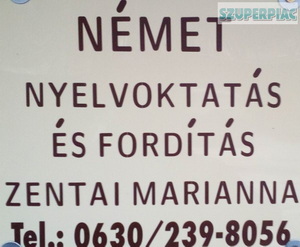 SZUPERPIAC
NÉMET
NYELVOKTATÁS
ÉS FORDÍTÁS
ZENTAI MARIANNA
Tel.: 0630/239-8056